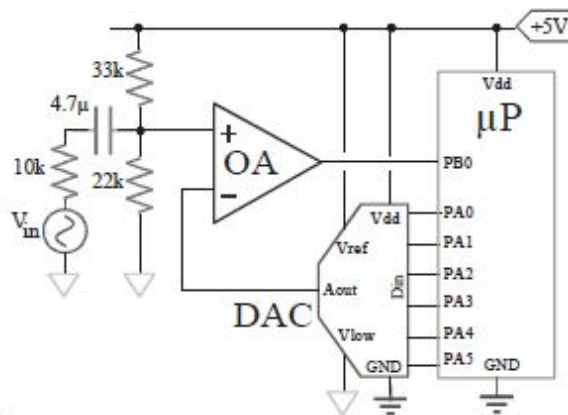 +5V
33k
4.7μ
10k
22k
Vin
+
OA
−
Vdd
μP
PB0
PA0
PA1
PA2
PA3
PA4
PA5
GND
Vdd
Vref
Din
Aout
DAC
Vlow
GND